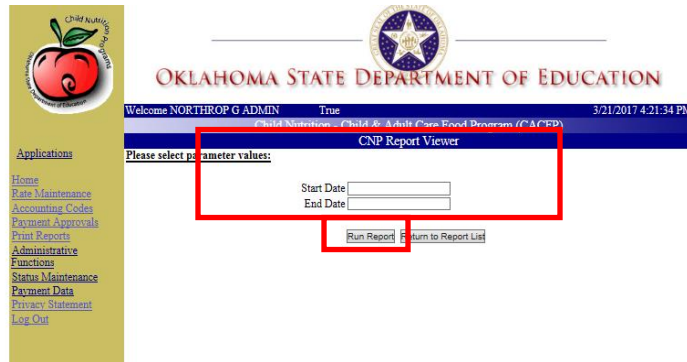 Child Nutrition Programs
OKLAHOMA STATE DEPARTMENT OF EDUCATION
Welcome NORTHROP G ADMIN True 3/21/2017 4:21:34 PM
Child Nutrition - Child & Adult Care Food Program (CACFP)
CNP Report Viewer
Applications
Please select parameter values:
Home
Rate Maintenance
Accounting Codes
Payment Approvals
Print Reports
Administrative
Functions
Status Maintenance
Payment Data
Privacy Statement
Log Out
Start Date
End Date
Run Report Return to Report List